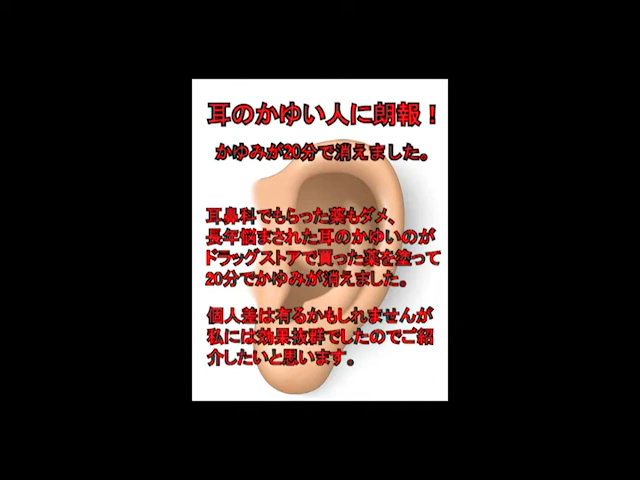 耳のかゆい人に朗報！
かゆみが20分で消えました。
耳鼻科でもらった薬もダメ、
長年悩まされた耳のかゆいのが
ドラッグストアで買った薬を塗って
20分でかゆみが消えました。
個人差は有るかもしれませんが
私には効果抜群でしたのでご紹
介したいと思います。